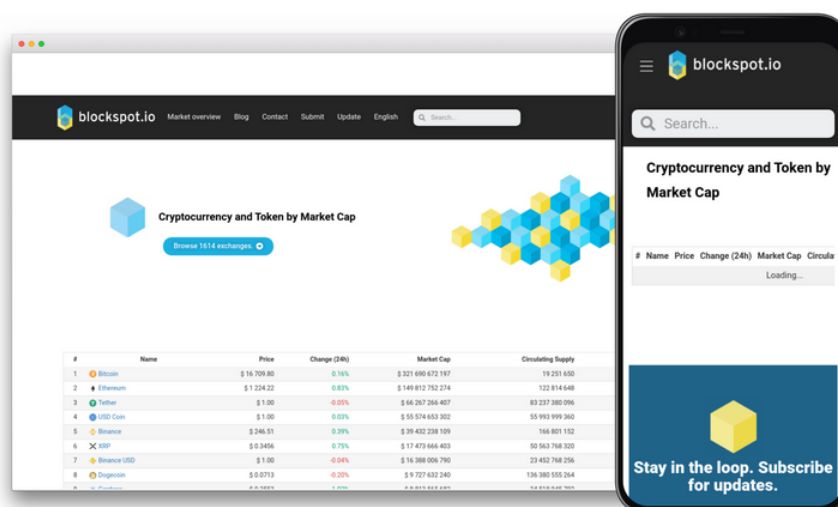 blockspot.io Market overview Blog Contact Submit Update English Search...
Cryptocurrency and Token by Market Cap
Browse 1614 exchanges.
# Name Price Change (24h) Market Cap Circulating Supply
1 Bitcoin $ 16 709.80 0.16% $ 321 690 672 197 19 251 650
2 Ethereum $ 1 224.22 0.83% $ 149 812 752 274 122 814 648
3 Tether $ 1.00 -0.05% $ 66 267 266 407 83 237 380 096
4 USD Coin $ 1.00 0.03% $ 55 574 653 302 55 993 999 360
5 Binance $ 246.51 0.39% $ 39 432 238 109 166 801 152
6 XRP $ 0.3456 0.75% $ 17 473 666 403 50 563 768 320
7 Binance USD $ 1.00 -0.04% $ 16 388 006 790 23 452 768 256
8 Dogecoin $ 0.0713 -0.20% $ 9 727 632 240 136 380 555 264
blockspot.io
Search...
Cryptocurrency and Token by
Market Cap
# Name Price Change (24h) Market Cap Circula
Loading...
Stay in the loop. Subscribe
for updates.